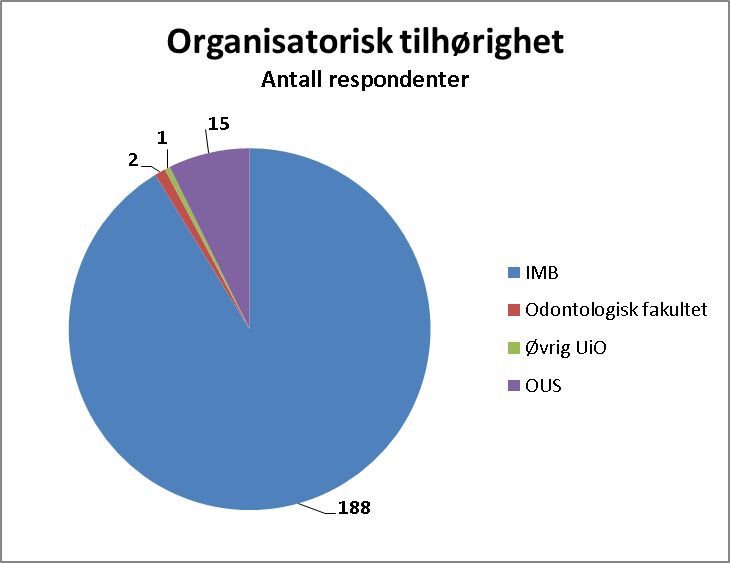 Organisatorisk tilhørighet
Antall respondenter
15
1
2
188
IMB
Odontologisk fakultet
Øvrig UiO
OUS